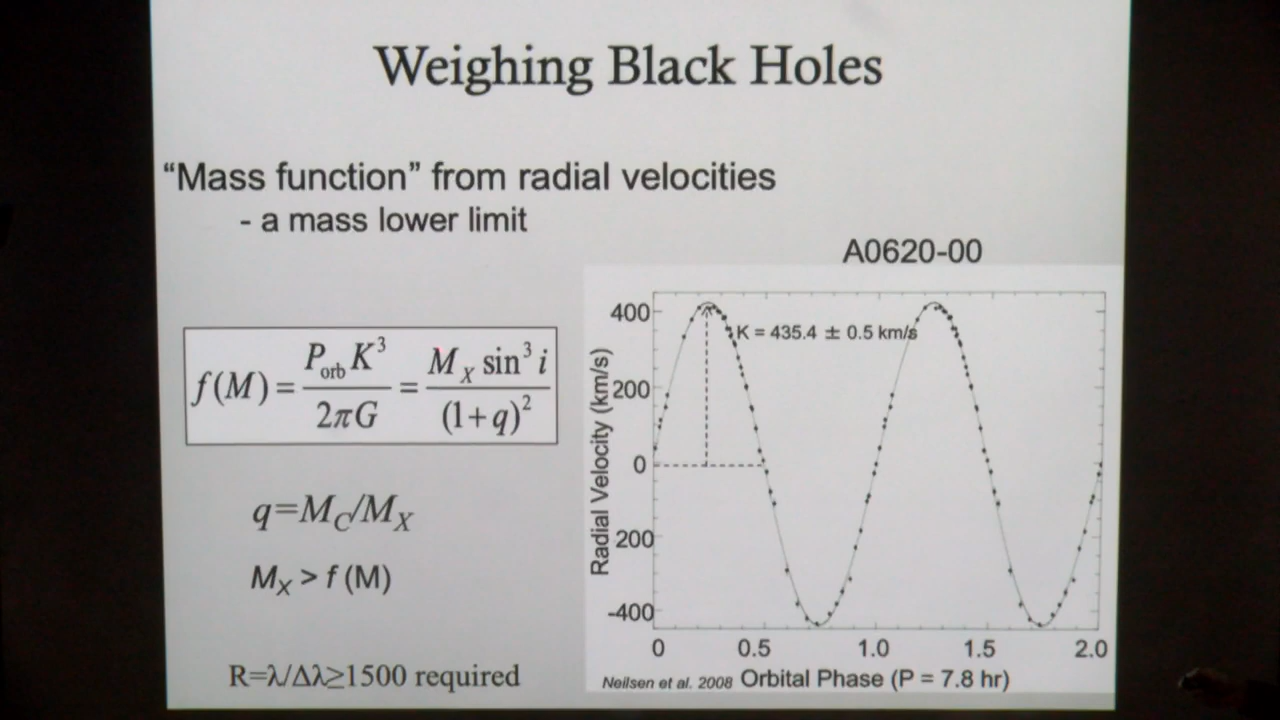 Weighing Black Holes
“Mass function” from radial velocities
- a mass lower limit
A0620-00
f(M) = P_orb K³ / 2πG = M_X sin³ i / (1+q)²
q=M_C/M_X
M_X > f (M)
R=λ/Δλ≥1500 required
Radial Velocity (km/s)
400
200
0
200
-400
K = 435.4 ± 0.5 km/s
0 0.5 1.0 1.5 2.0
Neilsen et al. 2008 Orbital Phase (P = 7.8 hr)